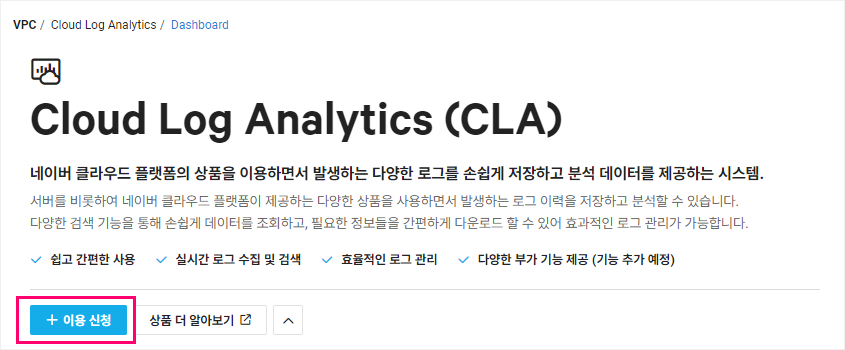 VPC / Cloud Log Analytics / Dashboard
Cloud Log Analytics (CLA)
네이버 클라우드 플랫폼의 상품을 이용하면서 발생하는 다양한 로그를 손쉽게 저장하고 분석 데이터를 제공하는 시스템.
서버를 비롯하여 네이버 클라우드 플랫폼이 제공하는 다양한 상품을 사용하면서 발생하는 로그 이력을 저장하고 분석할 수 있습니다.
다양한 검색 기능을 통해 손쉽게 데이터를 조회하고, 필요한 정보들을 간편하게 다운로드 할 수 있어 효과적인 로그 관리가 가능합니다.
쉽고 간편한 사용 실시간 로그 수집 및 검색 효율적인 로그 관리 다양한 부가 기능 제공 (기능 추가 예정)
+ 이용 신청 상품 더 알아보기